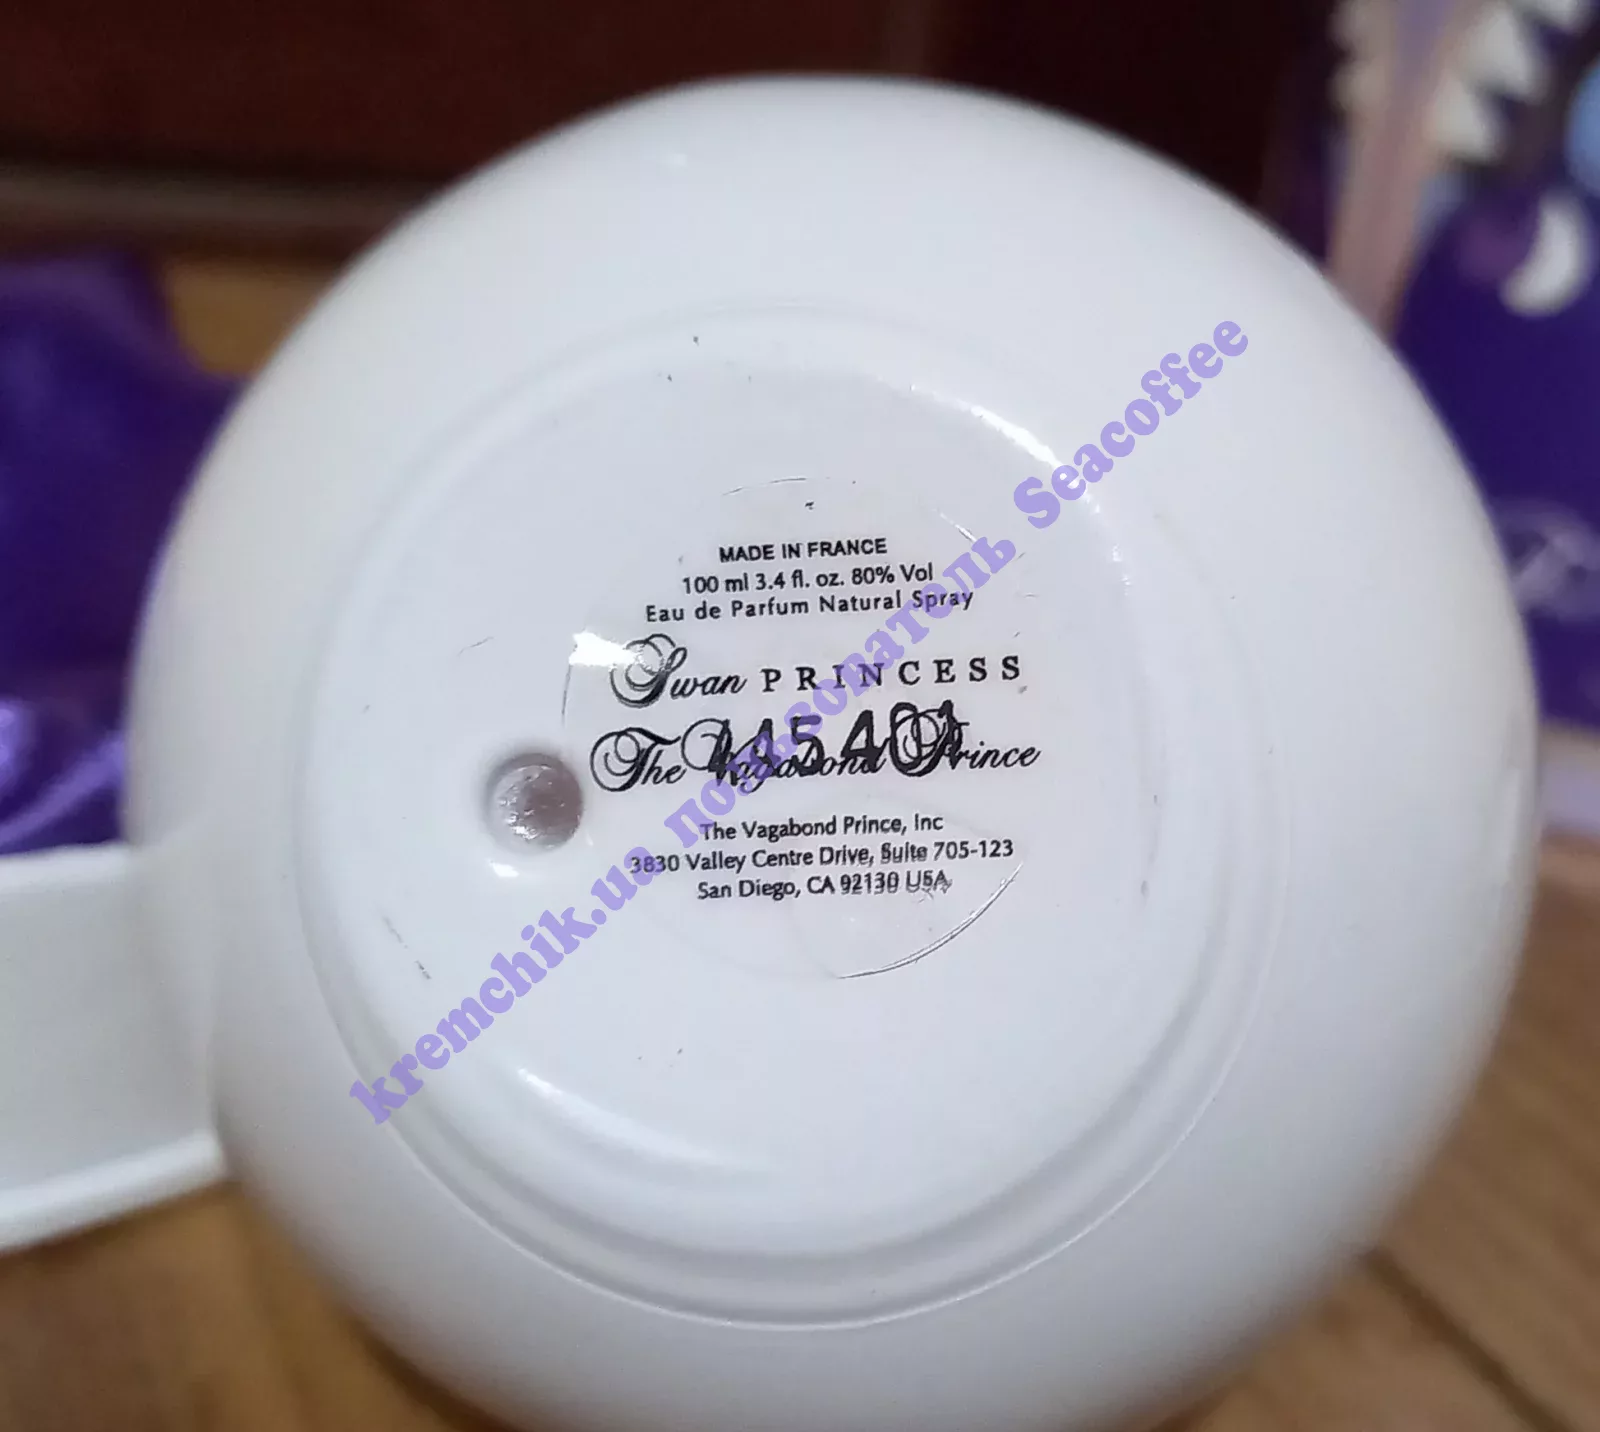 MADE IN FRANCE
100 ml 3.4 fl. oz. 80% Vol
Eau de Parfum Natural Spray
Swan PRINCESS
The Vagabond Prince
145401
The Vagabond Prince, Inc
3830 Valley Centre Drive, Suite 705-123
San Diego, CA 92130 USA
kremchik.ua пользователь Seacoffee